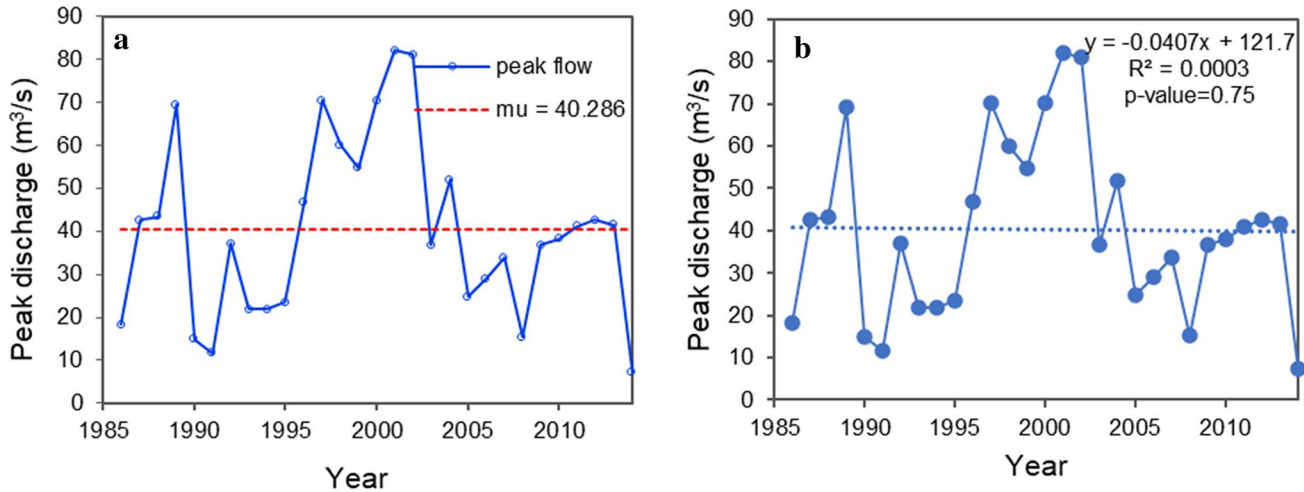 a
Peak discharge (m³/s)
90
80
70
60
50
40
30
20
10
0
peak flow
mu = 40.286
1985 1990 1995 2000 2005 2010
Year
b
Peak discharge (m³/s)
90
80
70
60
50
40
30
20
10
0
y = -0.0407x + 121.7
R² = 0.0003
p-value=0.75
1985 1990 1995 2000 2005 2010
Year